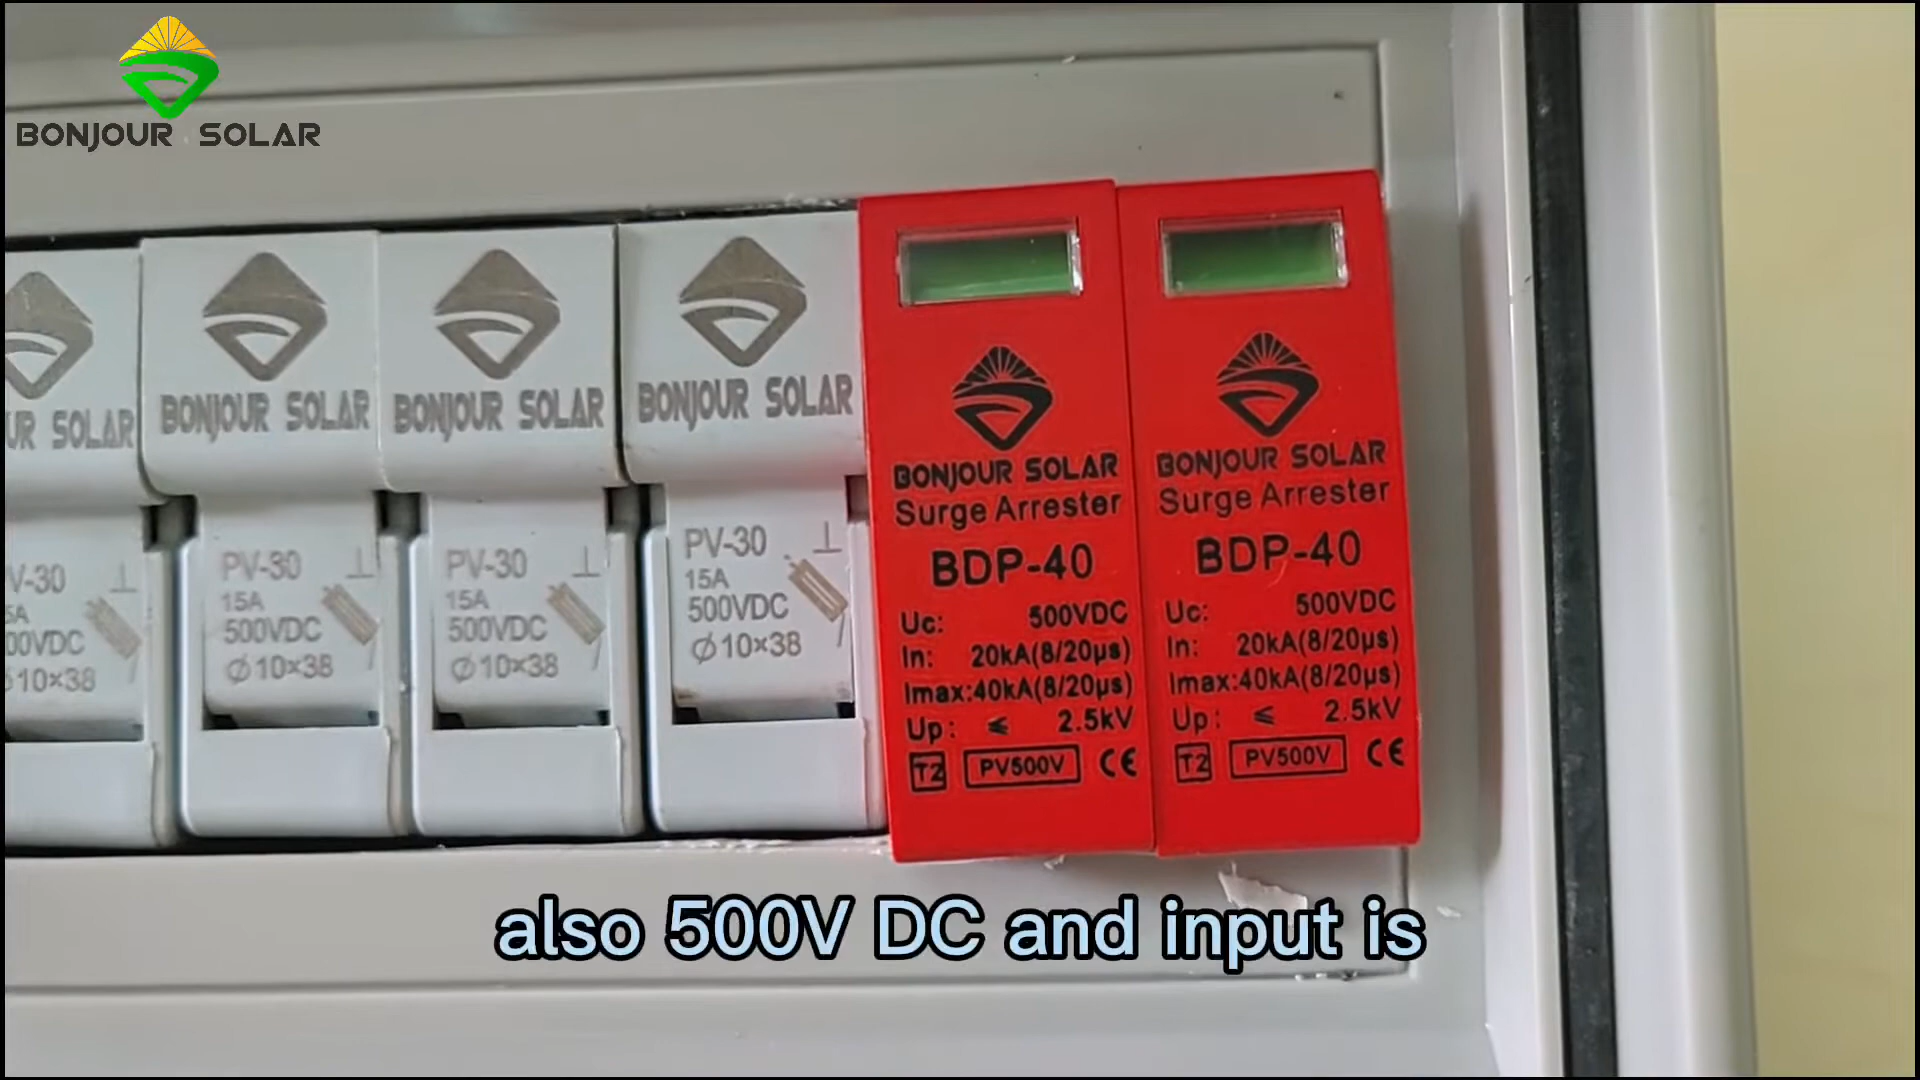 BONJOUR SOLAR
UR SOLAR
V-30
5A
00VDC
10×38
BONJOUR SOLAR
PV-30
15A
500VDC
Ø10×38
BONJOUR SOLAR
PV-30
15A
500VDC
Ø10×38
BONJOUR SOLAR
PV-30
15A
500VDC
Ø10×38
BONJOUR SOLAR
Surge Arrester
BDP-40
Uc: 500VDC
In: 20kA(8/20µs)
Imax:40kA(8/20µs)
Up: ≤ 2.5kV
T2 PV500V CE
BONJOUR SOLAR
Surge Arrester
BDP-40
Uc: 500VDC
In: 20kA(8/20µs)
Imax:40kA(8/20µs)
Up: ≤ 2.5kV
T2 PV500V CE
also 500V DC and input is